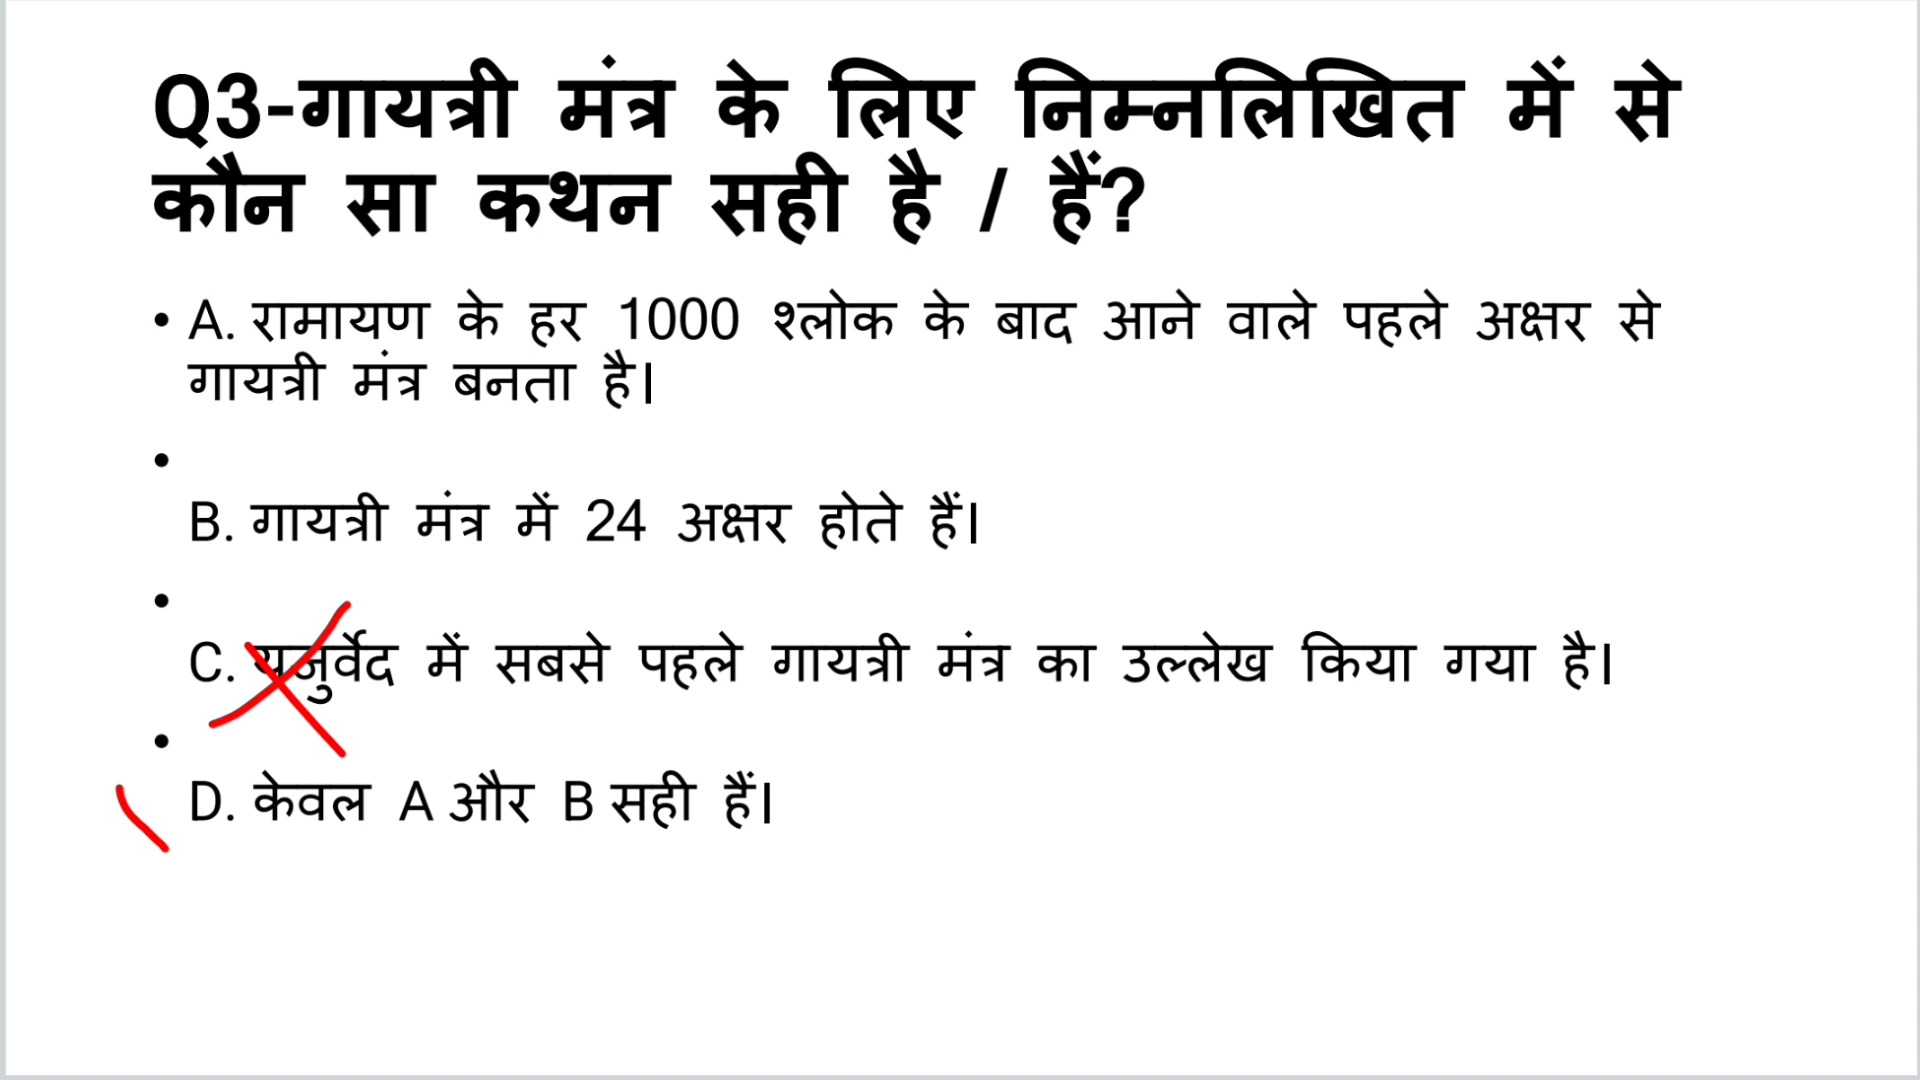 Q3-गायत्री मंत्र के लिए निम्नलिखित में से
कौन सा कथन सही है / हैं?
• A. रामायण के हर 1000 श्लोक के बाद आने वाले पहले अक्षर से
गायत्री मंत्र बनता है।
•
B. गायत्री मंत्र में 24 अक्षर होते हैं।
•
C. यजुर्वेद में सबसे पहले गायत्री मंत्र का उल्लेख किया गया है।
•
D. केवल A और B सही हैं।